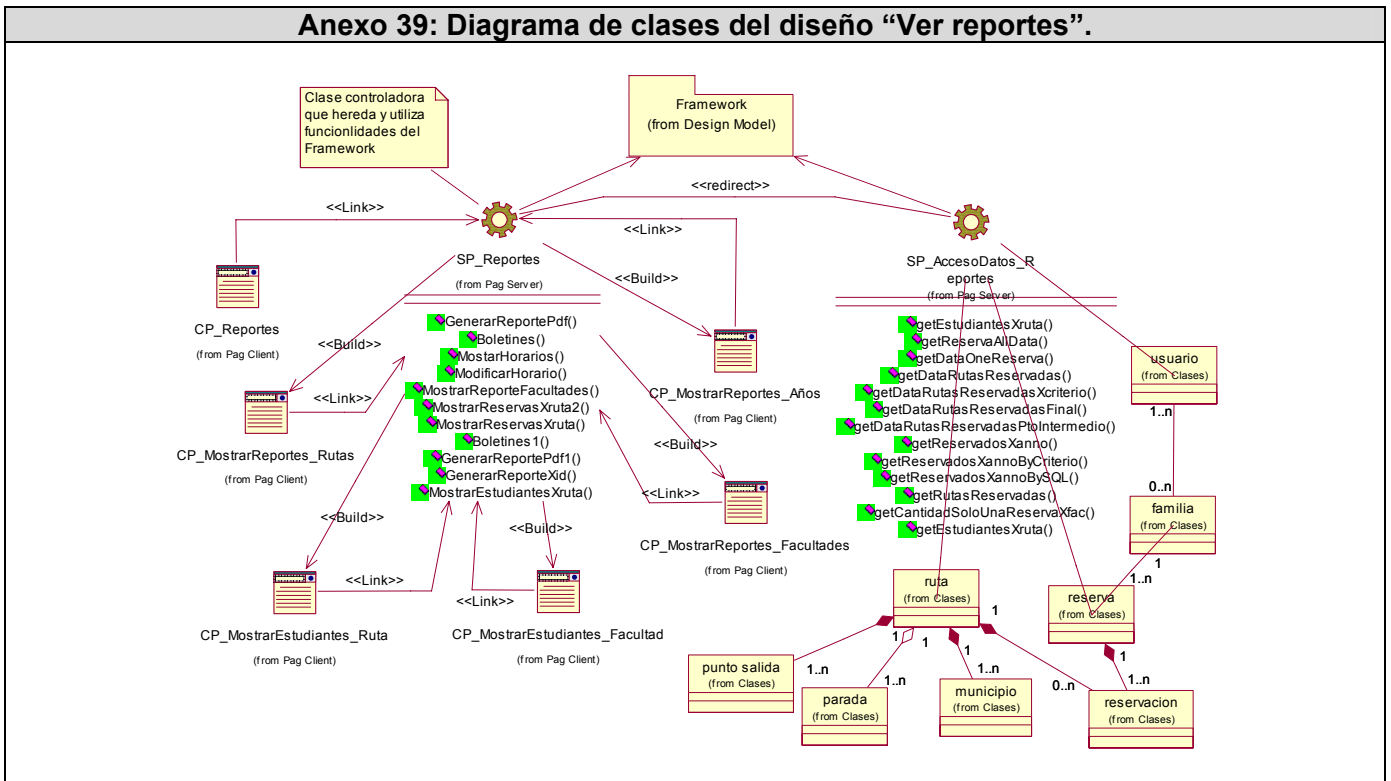 Anexo 39: Diagrama de clases del diseño “Ver reportes”.
Clase controladora
que hereda y utiliza
funcionlidades del
Framework
Framework
(from Design Model)
<<redirect>>
<<Link>>
<<Link>>
SP_Reportes
(from Pag Server)
<<Build>>
SP_AccesoDatos_R
eportes
(from Pag Server)
CP_Reportes
(from Pag Client)
<<Build>>
GenerarReportePdf()
Boletines()
MostarHorarios()
ModificarHorario()
MostrarReporteFacultades()
MostrarReservasXruta2()
MostrarReservasXruta()
Boletines1()
GenerarReportePdf1()
GenerarReporteXid()
MostrarEstudiantesXruta()
getEstudiantesXruta()
getReservaAllData()
getDataOneReserva()
getDataRutasReservadas()
getDataRutasReservadasXcriterio()
getDataRutasReservadasFinal()
getDataRutasReservadasPtoIntermedio()
getReservadosXanno()
getReservadosXannoByCriterio()
getReservadosXannoBySQL()
getRutasReservadas()
getCantidadSoloUnaReservaXfac()
getEstudiantesXruta()
usuario
(from Clases)
1..n
0..n
familia
(from Clases)
1
1..n
CP_MostrarReportes_Años
(from Pag Client)
<<Link>>
CP_MostrarReportes_Rutas
(from Pag Client)
<<Build>>
<<Link>>
CP_MostrarReportes_Facultades
(from Pag Client)
<<Build>>
<<Build>>
<<Link>>
<<Link>>
CP_MostrarEstudiantes_Ruta
(from Pag Client)
CP_MostrarEstudiantes_Facultad
(from Pag Client)
ruta
(from Clases)
1
reserva
(from Clases)
1
1
1
1
1..n
1..n
1..n
0..n
1..n
punto salida
(from Clases)
parada
(from Clases)
municipio
(from Clases)
reservacion
(from Clases)